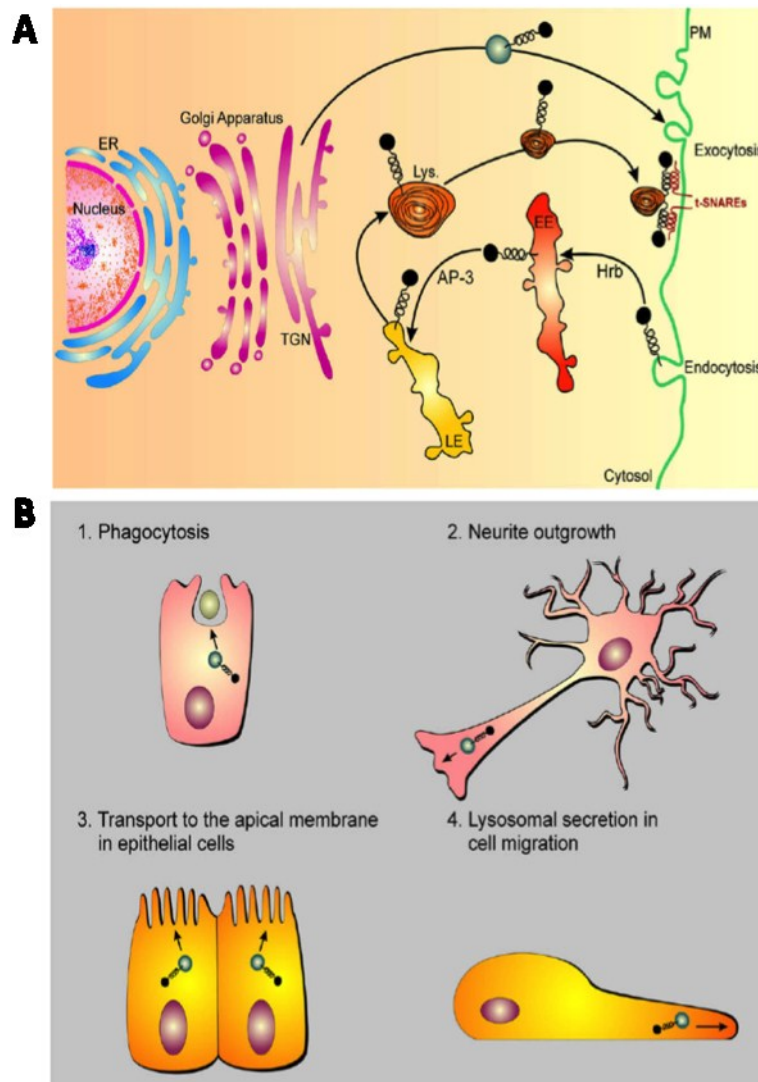 A
PM
Golgi Apparatus
ER
Lys.
Exocytosis
Nucleus
t-SNAREs
EE
AP-3
Hrb
TGN
Endocytosis
LE
Cytosol
B
1. Phagocytosis
2. Neurite outgrowth
3. Transport to the apical membrane
in epithelial cells
4. Lysosomal secretion in
cell migration